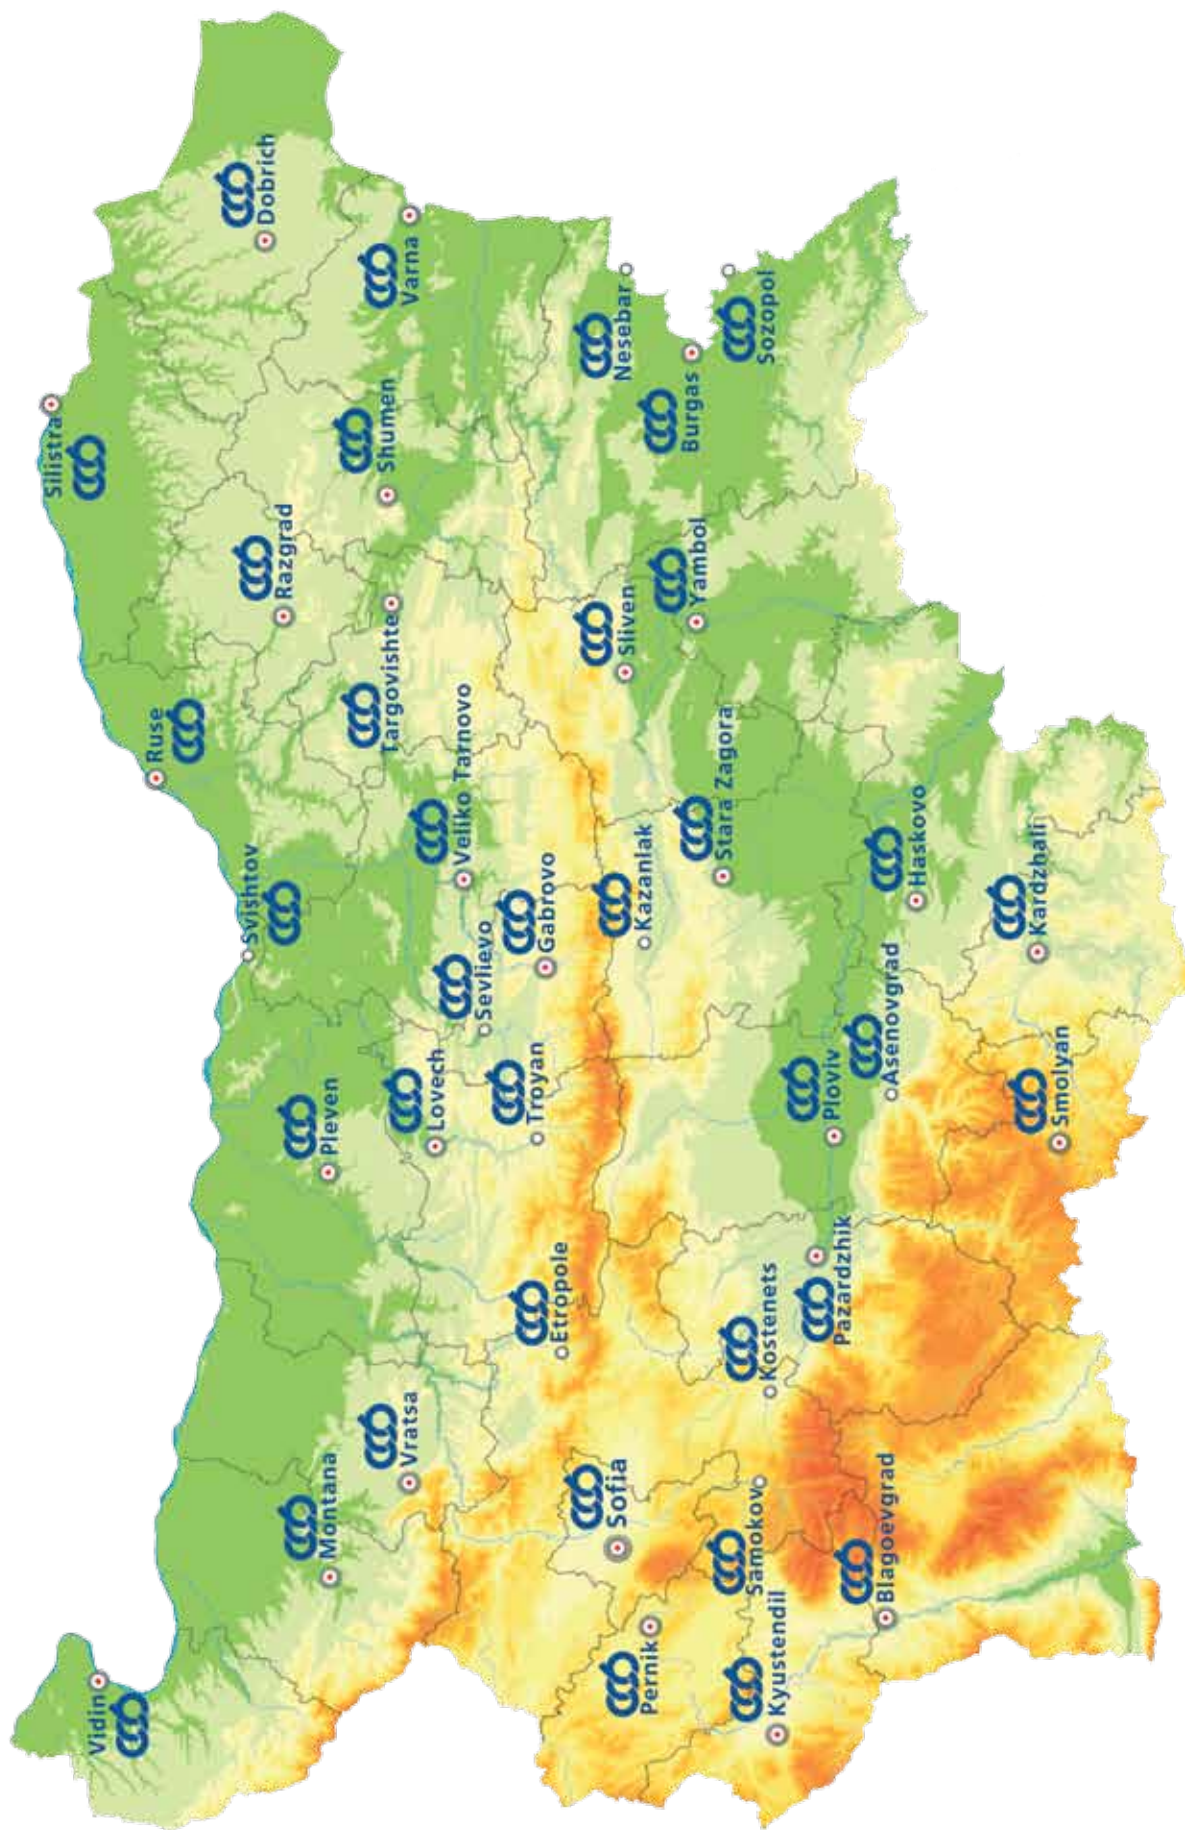 Vidin
Silistra
Ruse
Dobrich
Svishtov
Razgrad
Montana
Pleven
Shumen
Targovishte
Varna
Vratsa
Lovech
Veliko Tarnovo
Sevlievo
Troyan
Gabrovo
Etropole
Sofia
Sliven
Nesebar
Kazanlak
Pernik
Burgas
Yambol
Stara Zagora
Sozopol
Samokov
Kostenets
Kyustendil
Ploviv
Pazardzhik
Blagoevgrad
Asenovgrad
Haskovo
Kardzhali
Smolyan